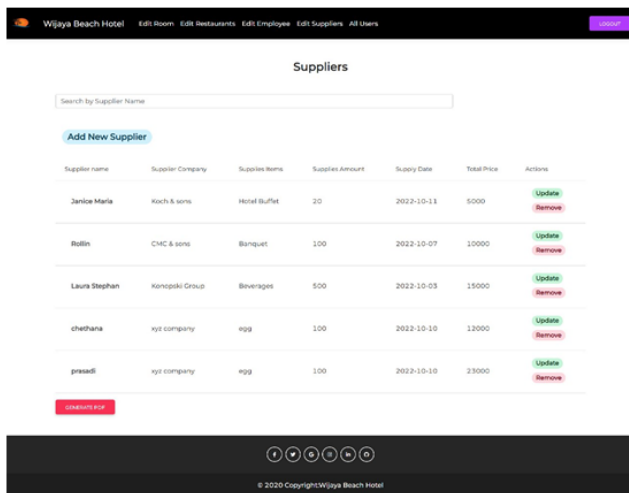 Wijaya Beach Hotel Edit Room Edit Restaurants Edit Employee Edit Suppliers All Users LOGOUT
Suppliers
Search by Supplier Name
Add New Supplier
Supplier name Supplier Company Supplies Items Supplies Amount Supply Date Total Price Actions
Janice Maria Koch & sons Hotel Buffet 20 2022-10-11 5000 Update
Remove
Rollin CMC & sons Banquet 100 2022-10-07 10000 Update
Remove
Laura Stephan Konopski Group Beverages 500 2022-10-03 15000 Update
Remove
chethana xyz company egg 100 2022-10-10 12000 Update
Remove
prasadi xyz company egg 100 2022-10-10 23000 Update
Remove
GENERATE PDF
© 2020 Copyright:Wijaya Beach Hotel